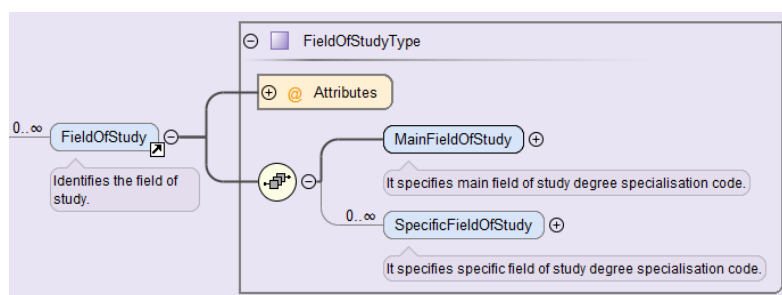 FieldOfStudyType
@ Attributes
0..∞
FieldOfStudy
Identifies the field of
study.
MainFieldOfStudy
It specifies main field of study degree specialisation code.
0..∞
SpecificFieldOfStudy
It specifies specific field of study degree specialisation code.